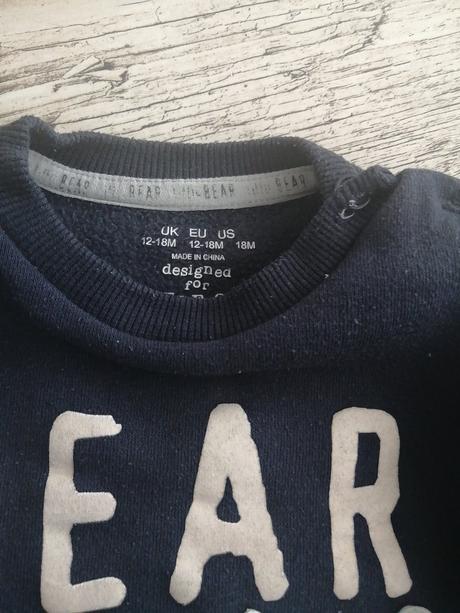 BEAR BEAR BEAR BEAR
UK EU US
12-18M 12-18M 18M
MADE IN CHINA
designed
for
EAR